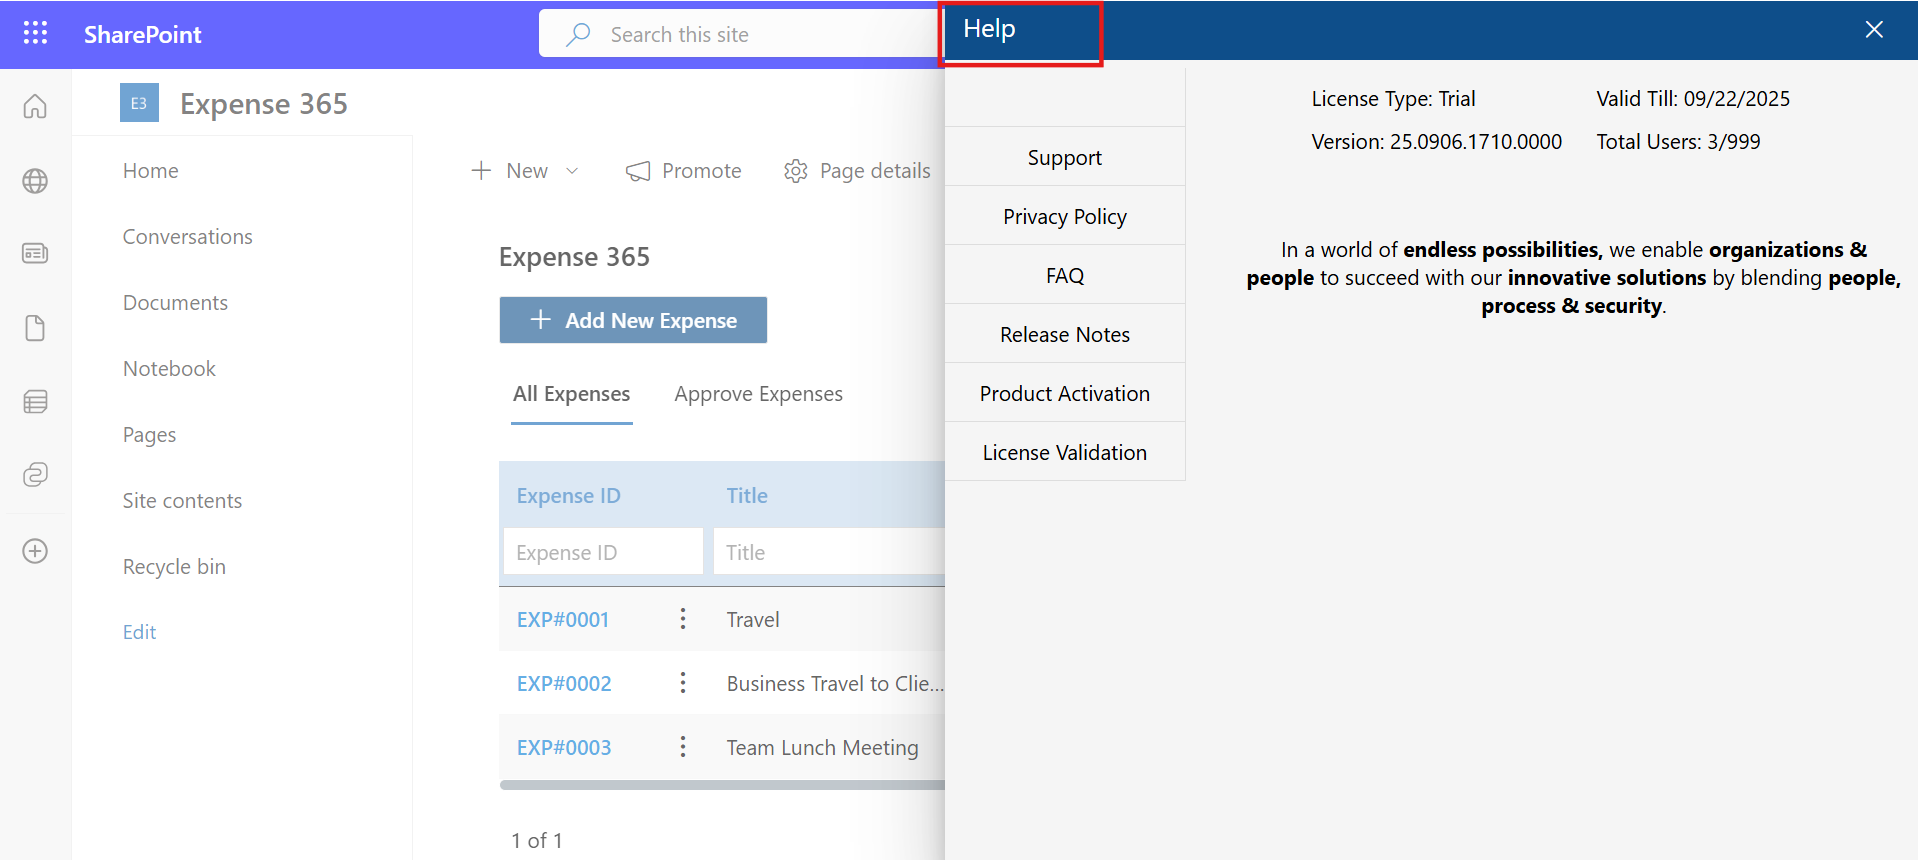 SharePoint
Search this site
Help
E3
Expense 365
License Type: Trial
Valid Till: 09/22/2025
Version: 25.0906.1710.0000
Total Users: 3/999
Home
Conversations
Documents
Notebook
Pages
Site contents
Recycle bin
Edit
New
Promote
Page details
Expense 365
Add New Expense
All Expenses
Approve Expenses
Expense ID
Title
Expense ID
Title
EXP#0001
Travel
EXP#0002
Business Travel to Clie...
EXP#0003
Team Lunch Meeting
1 of 1
Support
Privacy Policy
FAQ
Release Notes
Product Activation
License Validation
In a world of endless possibilities, we enable organizations &
people to succeed with our innovative solutions by blending people,
process & security.